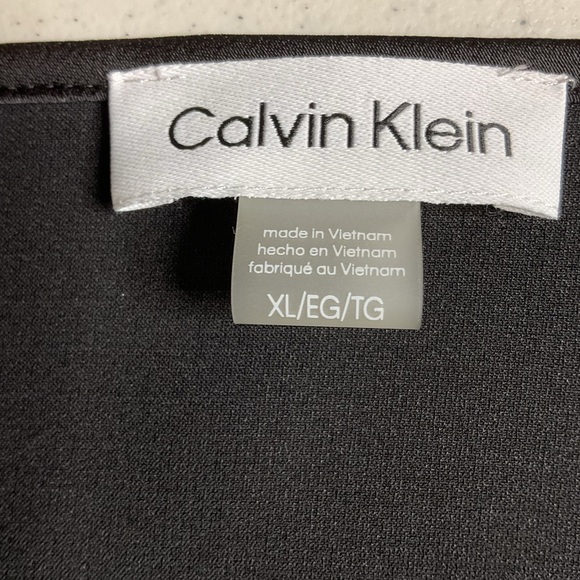 Calvin Klein
made in Vietnam
hecho en Vietnam
fabriqué au Vietnam
XL/EG/TG